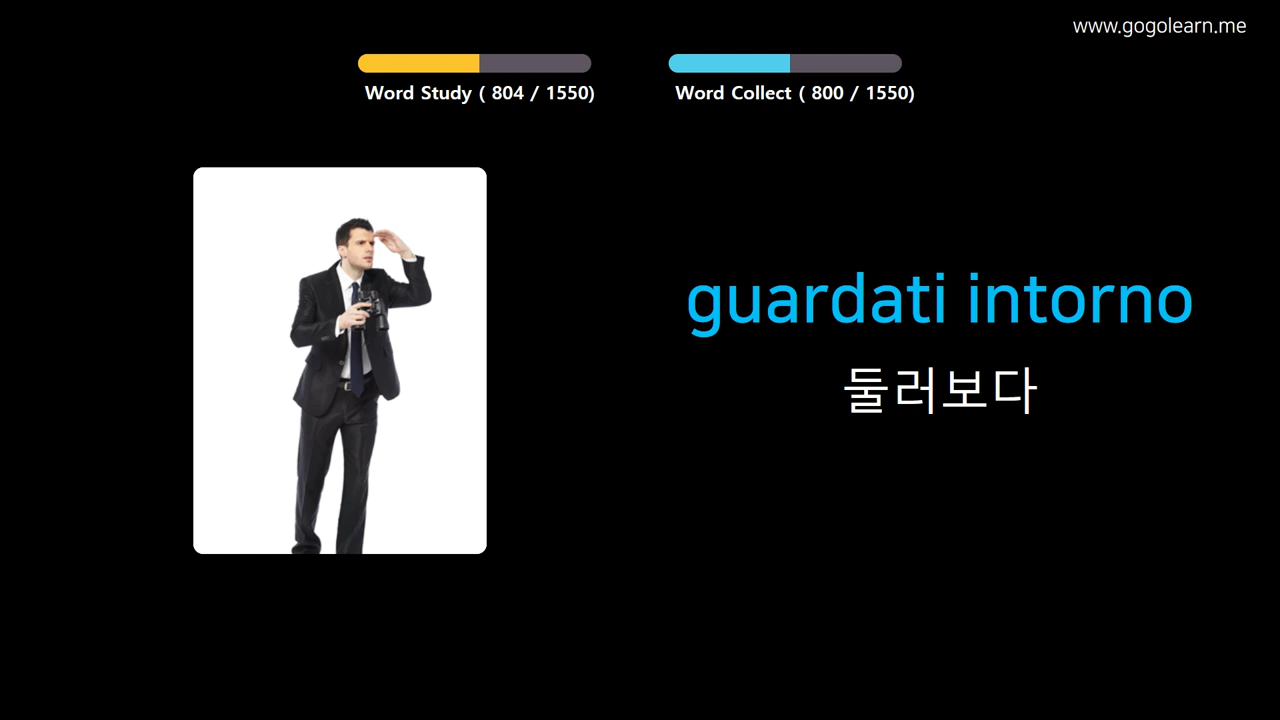 www.gogolearn.me
Word Study ( 804 / 1550)
Word Collect ( 800 / 1550)
guardati intorno
둘러보다